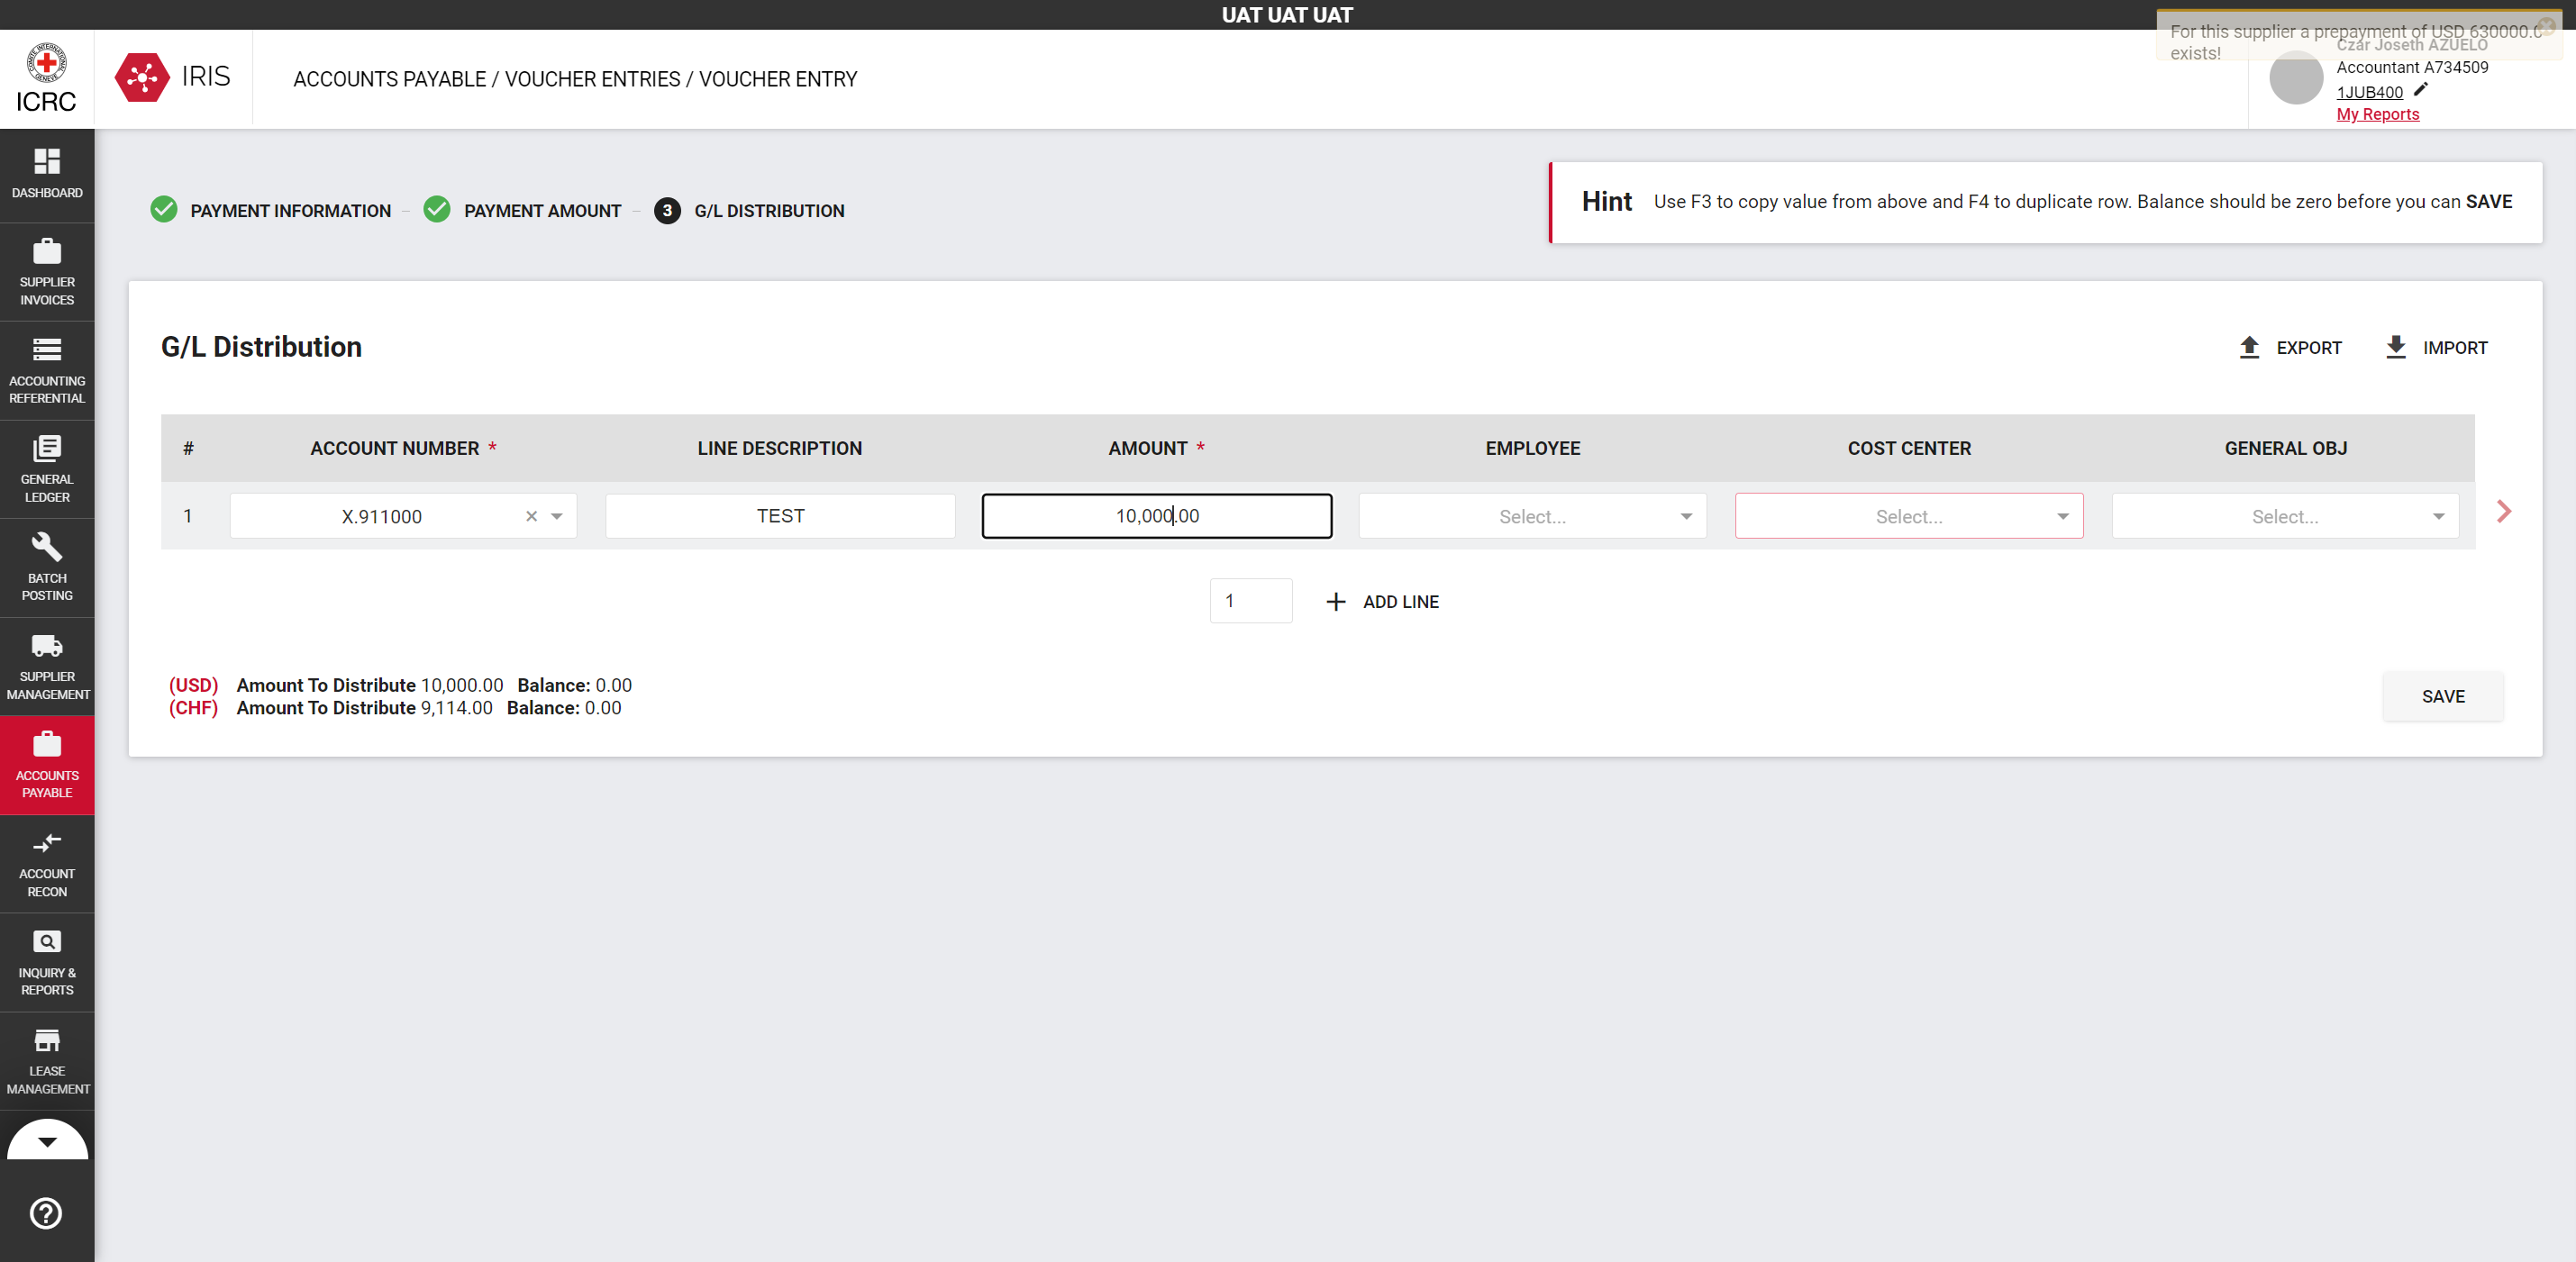 UAT UAT UAT
For this supplier a prepayment of USD 630000.0
exists!
COMITE INTERNATIONAL GENEVE
ICRC
IRIS
ACCOUNTS PAYABLE / VOUCHER ENTRIES / VOUCHER ENTRY
Czar Joseth AZUELO
Accountant A734509
1JUB400
My Reports
DASHBOARD
SUPPLIER
INVOICES
ACCOUNTING
REFERENTIAL
GENERAL
LEDGER
BATCH
POSTING
SUPPLIER
MANAGEMENT
ACCOUNTS
PAYABLE
ACCOUNT
RECON
INQUIRY &
REPORTS
LEASE
MANAGEMENT
PAYMENT INFORMATION
PAYMENT AMOUNT
3 G/L DISTRIBUTION
Hint Use F3 to copy value from above and F4 to duplicate row. Balance should be zero before you can SAVE
G/L Distribution
EXPORT
IMPORT
# ACCOUNT NUMBER * LINE DESCRIPTION AMOUNT * EMPLOYEE COST CENTER GENERAL OBJ
1 X.911000 TEST 10,000.00 Select... Select... Select...
1 ADD LINE
(USD) Amount To Distribute 10,000.00 Balance: 0.00
(CHF) Amount To Distribute 9,114.00 Balance: 0.00
SAVE